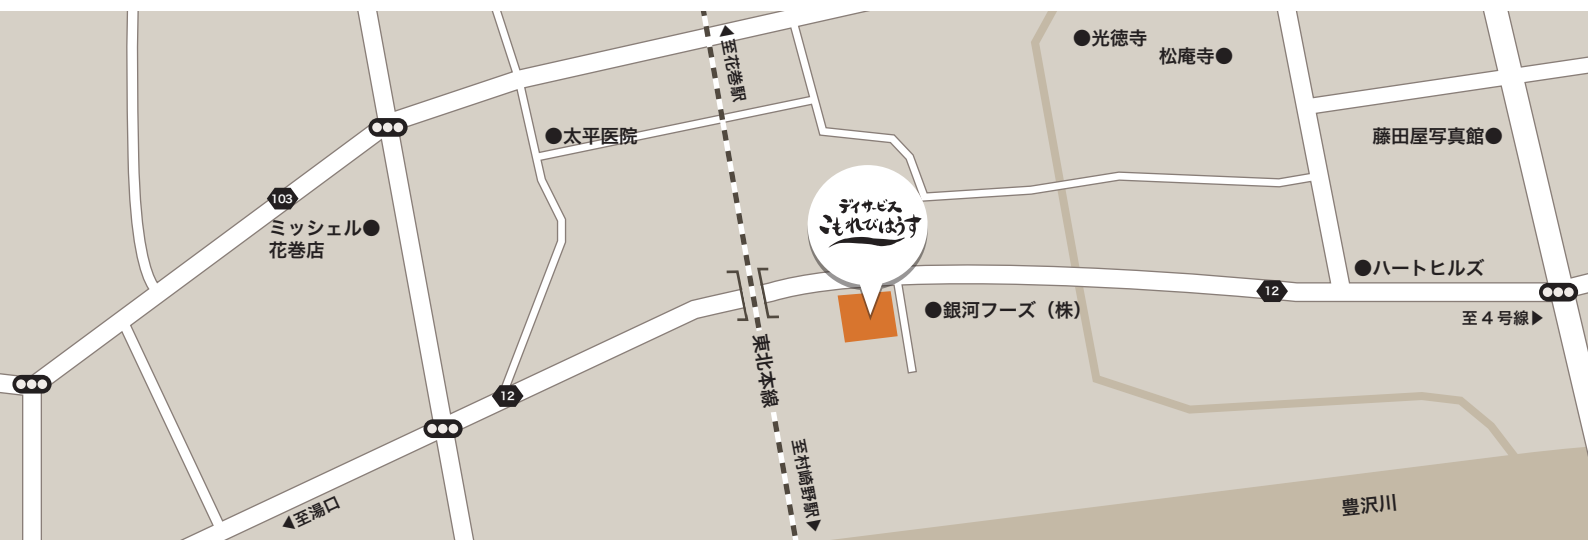 至花巻駅
●光徳寺
松庵寺●
●太平医院
藤田屋写真館●
103
ミッシェル●
花巻店
デイサービス
こもれびはうす
●ハートヒルズ
12
●銀河フーズ（株）
至４号線▶
東北本線
12
至村崎野駅
◀至湯口
豊沢川